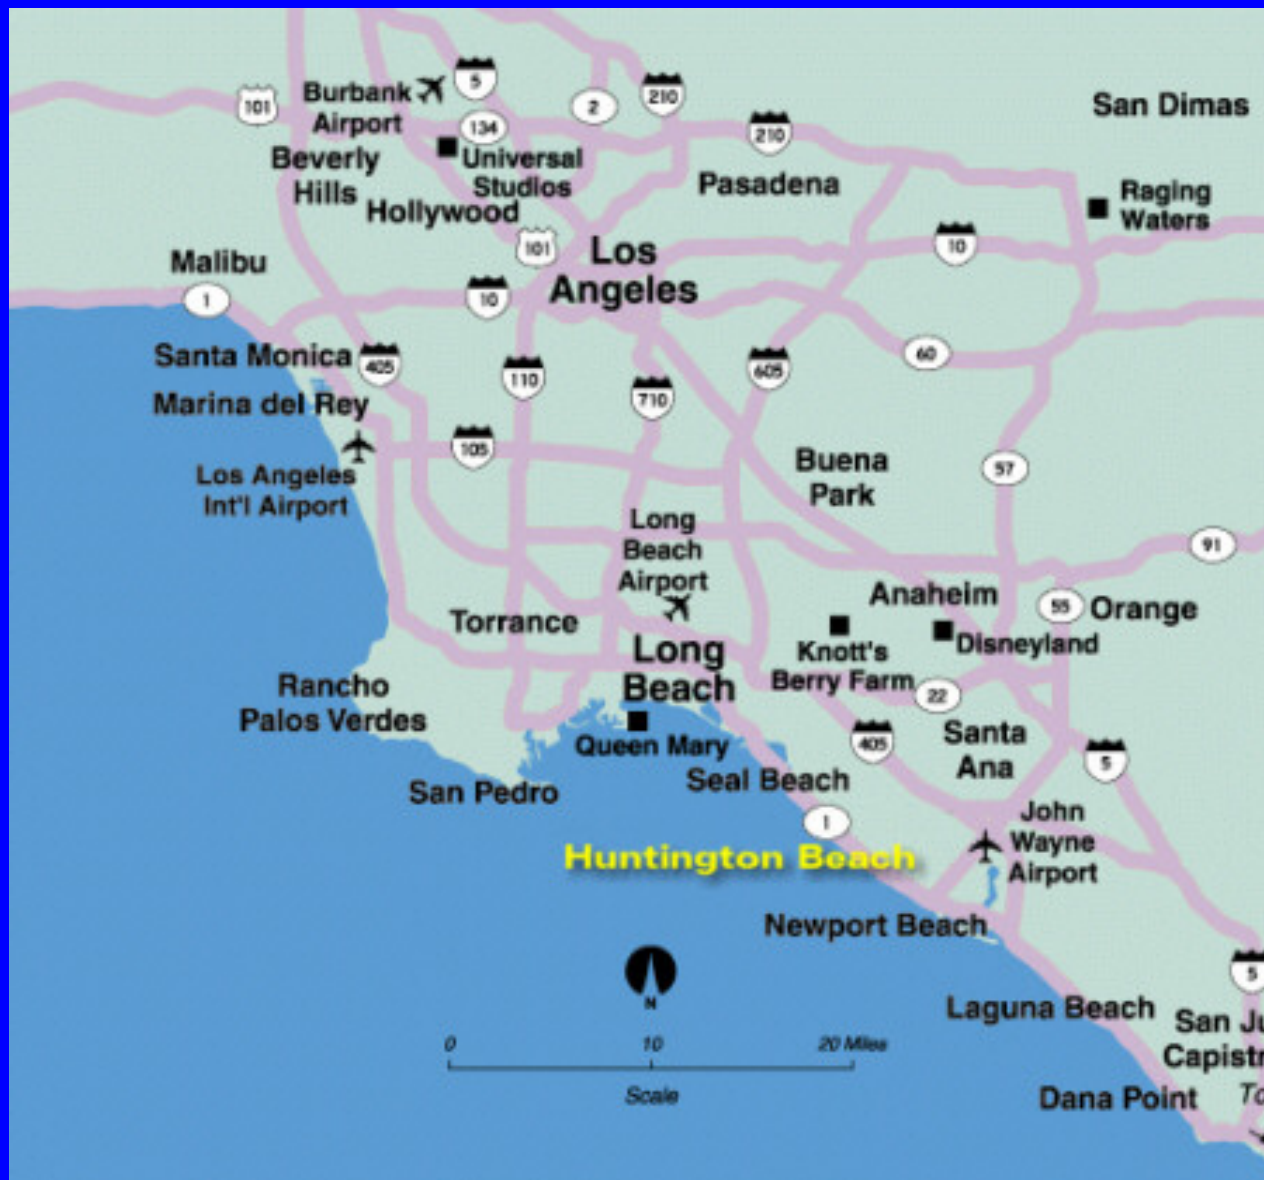 5
Burbank
Airport
101
2
210
San Dimas
134
210
Beverly
Hills
Universal
Studios
Hollywood
Pasadena
Raging
Waters
101
Los
Angeles
10
Malibu
1
10
Santa Monica
405
110
710
605
60
Marina del Rey
105
Los Angeles
Int'l Airport
Buena
Park
57
Long
Beach
Airport
91
Anaheim
55
Orange
Torrance
Long
Beach
Knott's
Berry Farm
Disneyland
22
Rancho
Palos Verdes
Queen Mary
405
Santa
Ana
5
San Pedro
Seal Beach
1
John
Wayne
Airport
Huntington Beach
Newport Beach
N
5
Laguna Beach
San Ju
Capistr
0 10 20 Miles
Scale
Dana Point
To